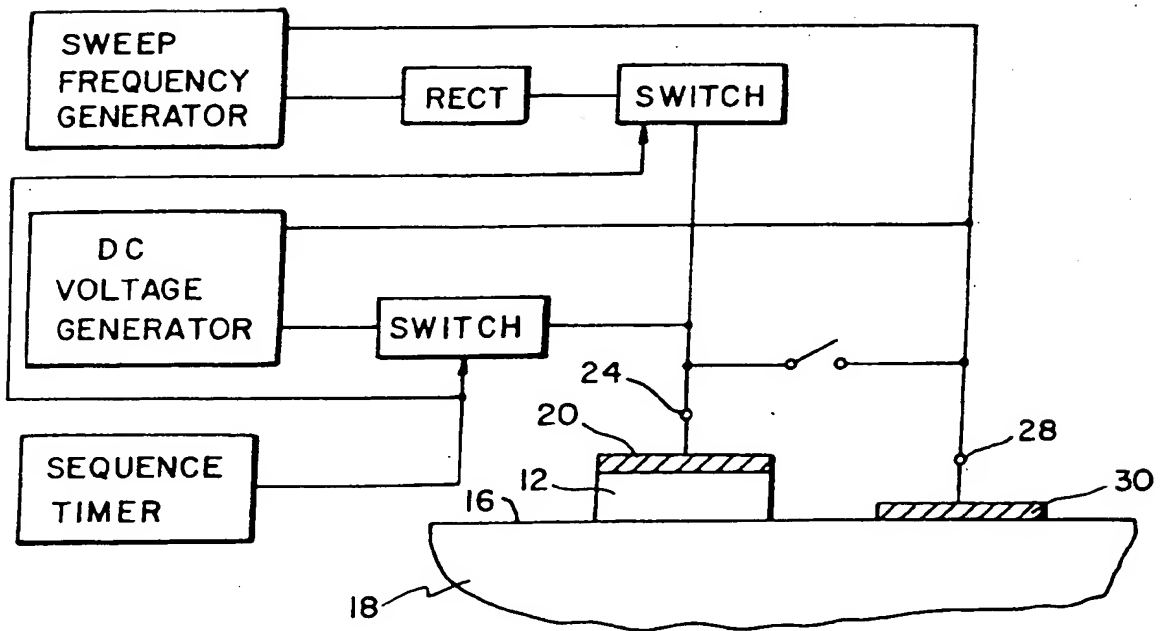 SWEEP
FREQUENCY
GENERATOR
RECT
SWITCH
DC
VOLTAGE
GENERATOR
SWITCH
24
20
12
16
28
30
SEQUENCE
TIMER
18